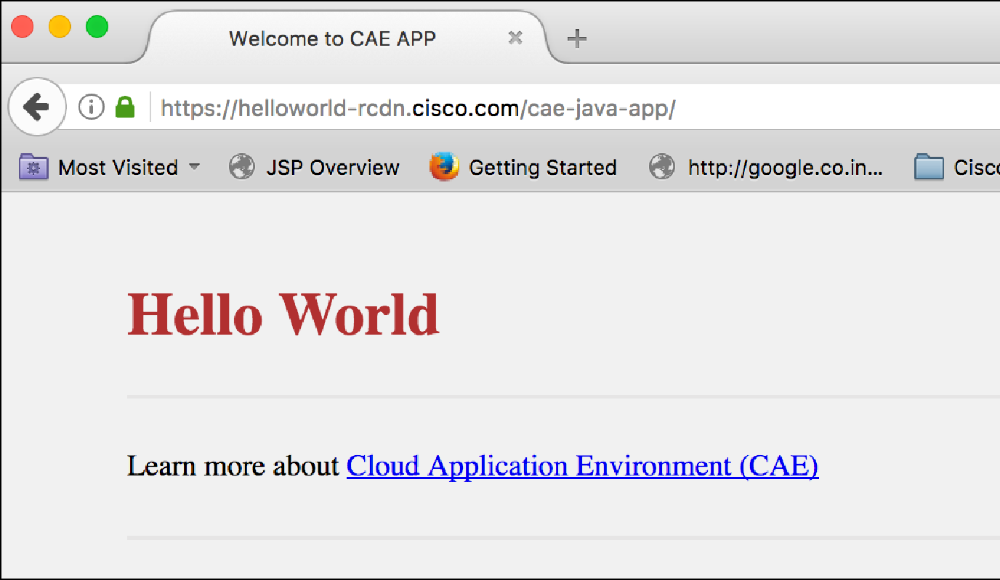 Welcome to CAE APP
https://helloworld-rcdn.cisco.com/cae-java-app/
Most Visited JSP Overview Getting Started http://google.co.in... Cisc
Hello World
Learn more about Cloud Application Environment (CAE)